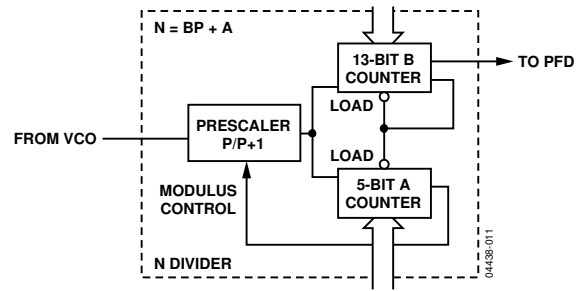 N = BP + A
13-BIT B
COUNTER
TO PFD
LOAD
PRESCALER
P/P+1
FROM VCO
LOAD
MODULUS
CONTROL
5-BIT A
COUNTER
N DIVIDER
04438-011